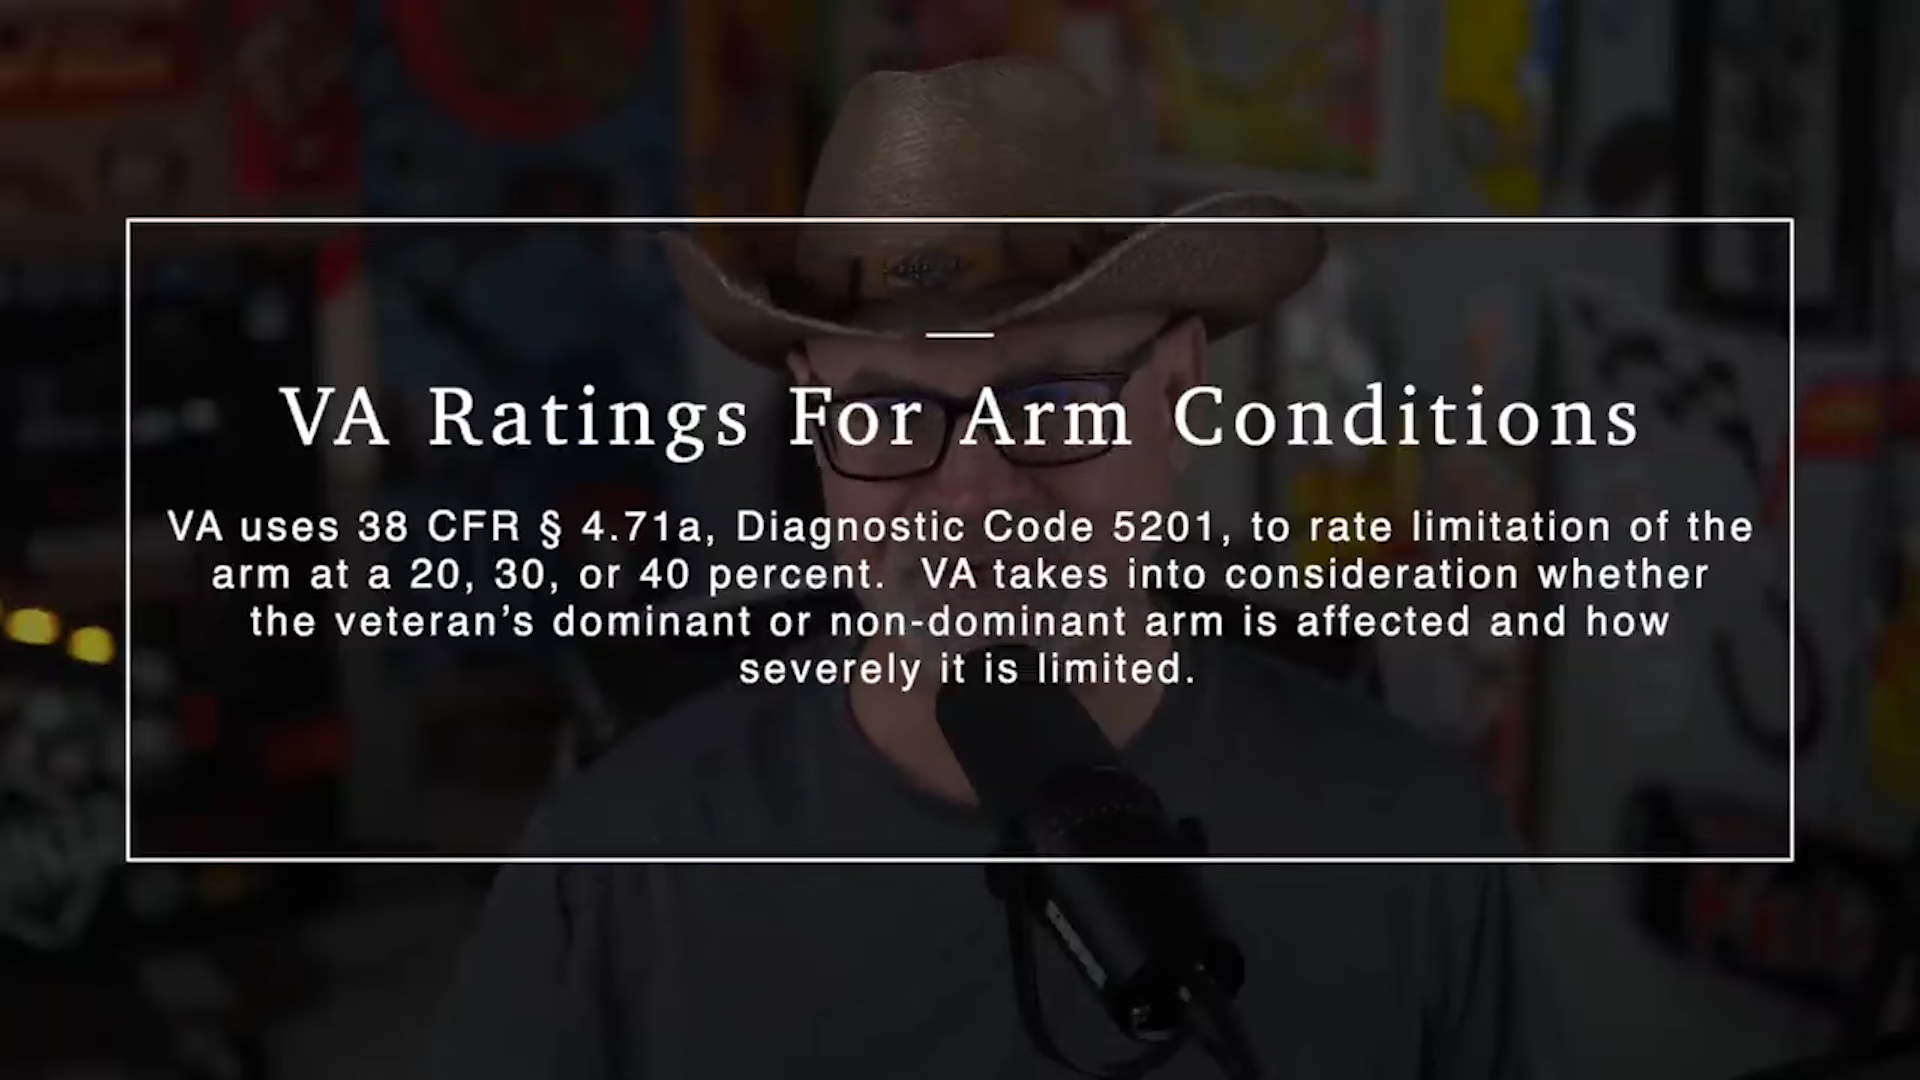 VA Ratings For Arm Conditions
VA uses 38 CFR § 4.71a, Diagnostic Code 5201, to rate limitation of the
arm at a 20, 30, or 40 percent.  VA takes into consideration whether
the veteran’s dominant or non-dominant arm is affected and how
severely it is limited.